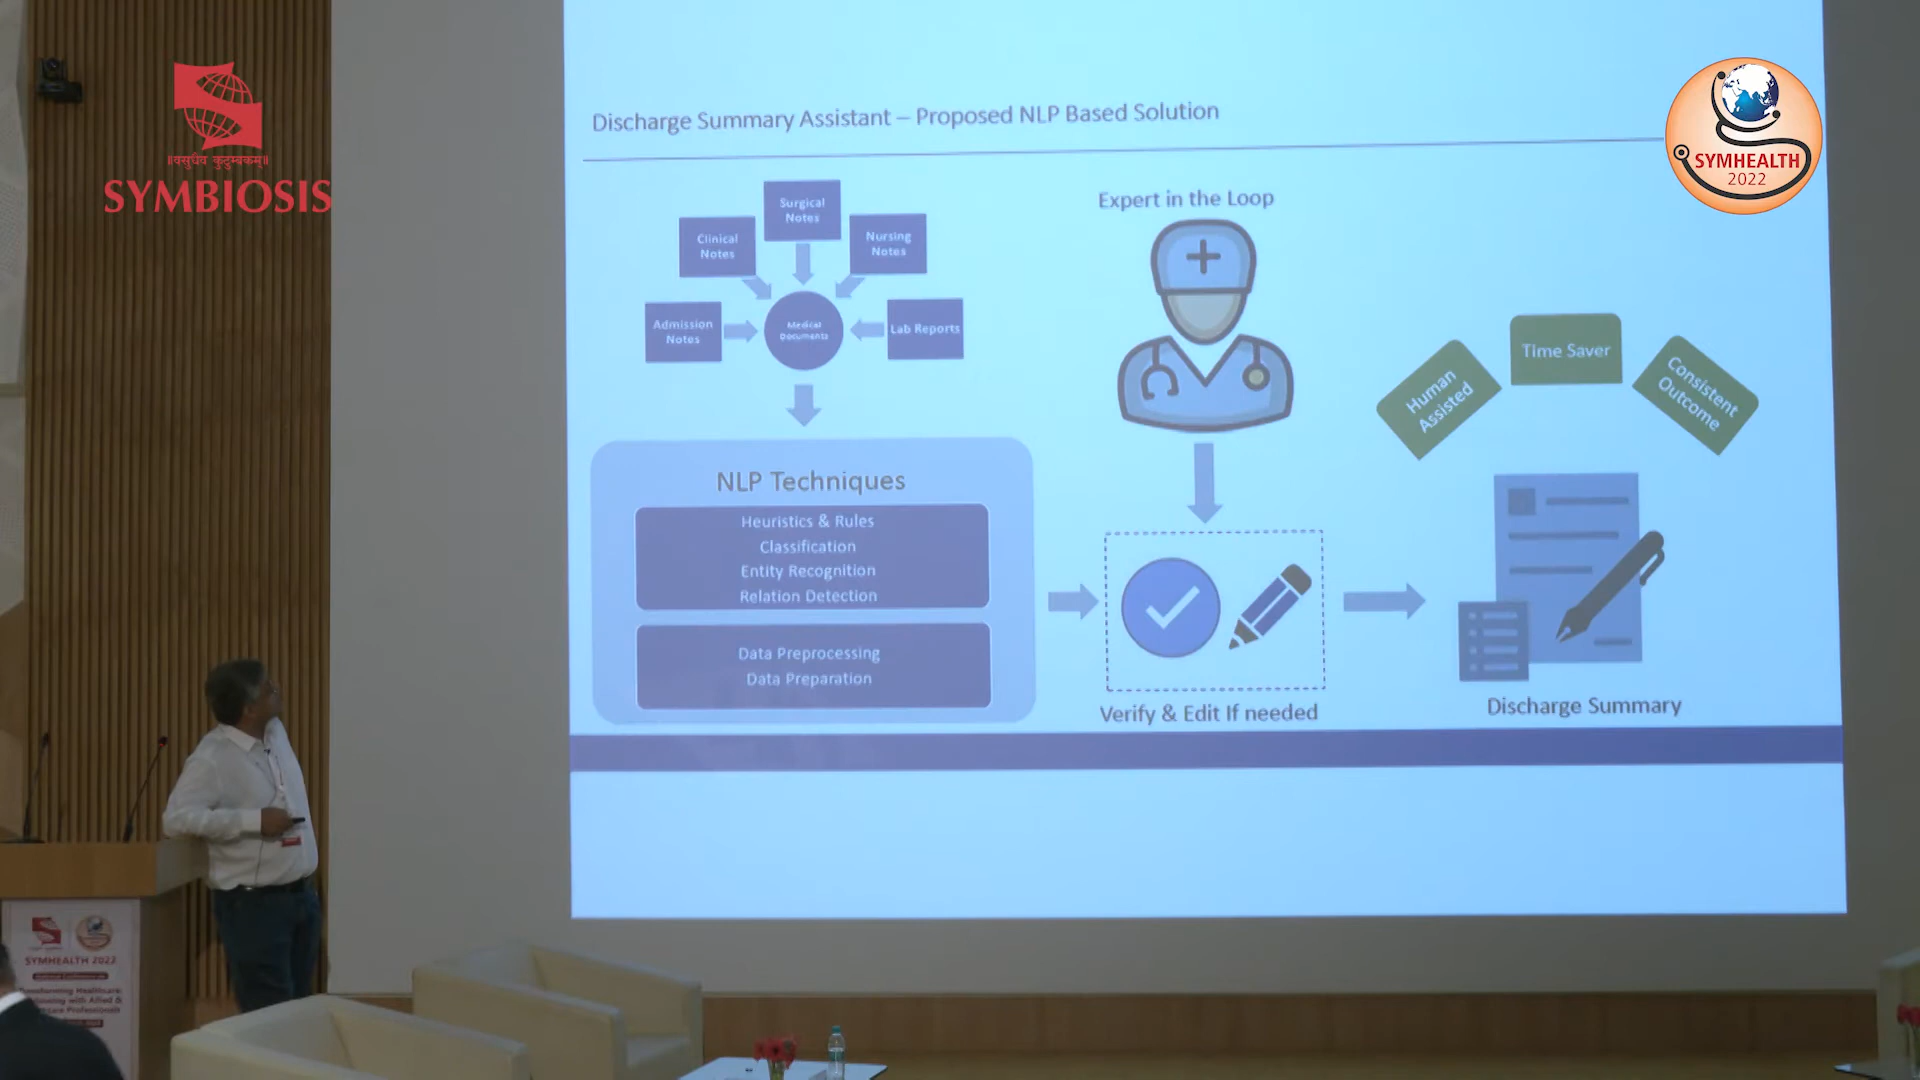 ॥वसुधैव कुटुम्बकम्॥
SYMBIOSIS
SYMHEALTH
2022
Discharge Summary Assistant – Proposed NLP Based Solution
Surgical
Notes
Clinical
Notes
Nursing
Notes
Admission
Notes
Medical
Documents
Lab Reports
Expert in the Loop
Human
Assisted
Time Saver
Consistent
Outcome
NLP Techniques
Heuristics & Rules
Classification
Entity Recognition
Relation Detection
Data Preprocessing
Data Preparation
Verify & Edit If needed
Discharge Summary
SYMHEALTH 2022